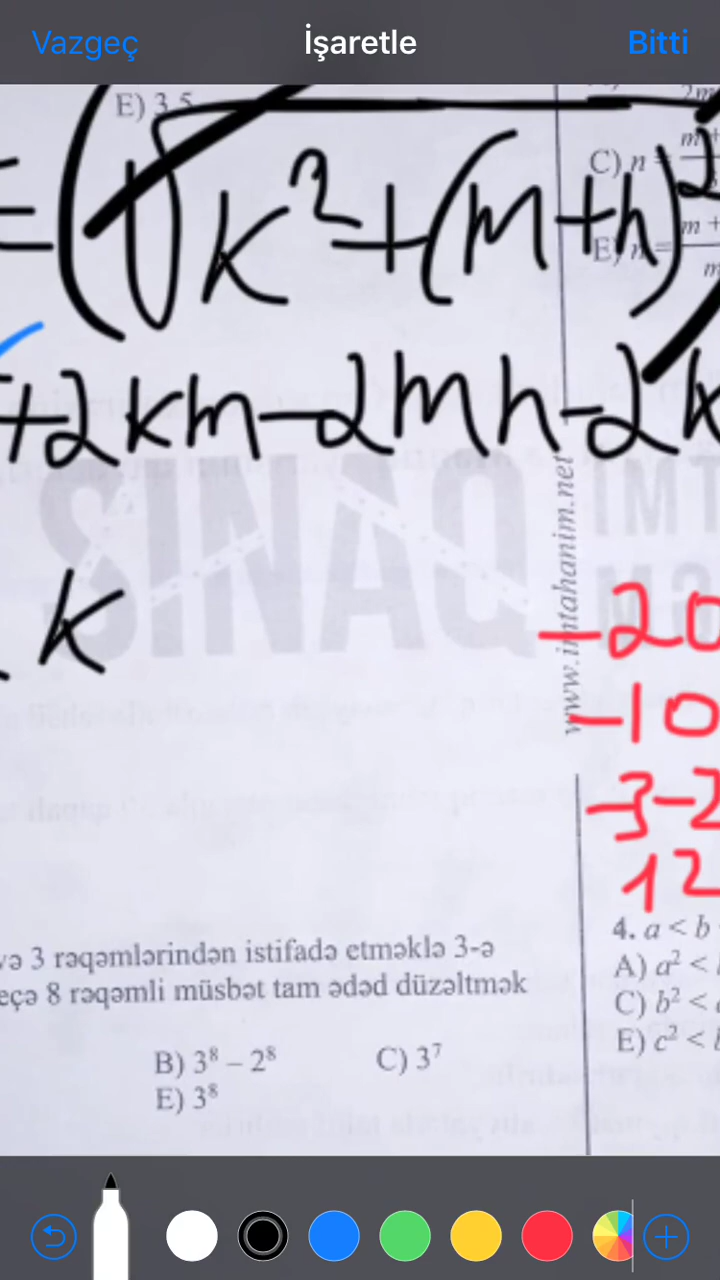 Vazgeç İşaretle Bitti
E) 3,5
C) n =
E) n =
= (√k² + (m+n)²
+2km-2mn-2k
SINAQ
www.imtahanim.net
k
-20
-10
-3-2
12
və 3 rəqəmlərindən istifadə etməklə 3-ə
eçə 8 rəqəmli müsbət tam ədəd düzəltmək
B) 3⁸ – 2⁸ C) 3⁷
E) 3⁸
4. a < b
A) a² <
C) b² <
E) c² <